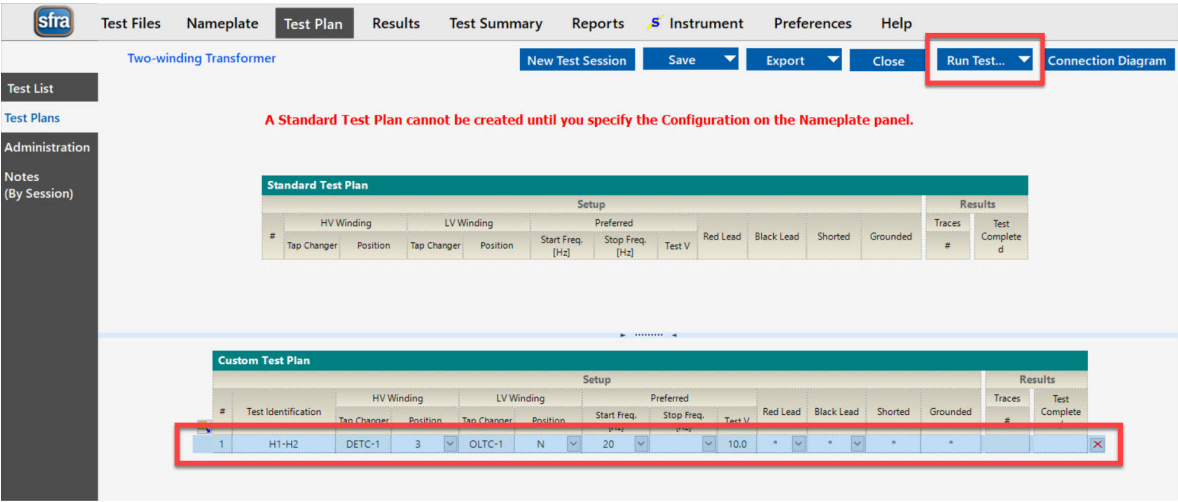 sfra
Test Files Nameplate Test Plan Results Test Summary Reports S Instrument Preferences Help
Two-winding Transformer
New Test Session Save Export Close Run Test... Connection Diagram
Test List
Test Plans
Administration
Notes
(By Session)
A Standard Test Plan cannot be created until you specify the Configuration on the Nameplate panel.
Standard Test Plan
Setup Results
HV Winding LV Winding Preferred Traces Test
# Tap Changer Position Tap Changer Position Start Freq. Stop Freq. Test V Red Lead Black Lead Shorted Grounded # Complete
[Hz] [Hz] d
Custom Test Plan
Setup Results
HV Winding LV Winding Preferred Traces Test
# Test Identification Tap Changer Position Tap Changer Position Start Freq. Stop Freq. Test V Red Lead Black Lead Shorted Grounded # Complete
1 H1-H2 DETC-1 3 OLTC-1 N 20 10.0 * * * *